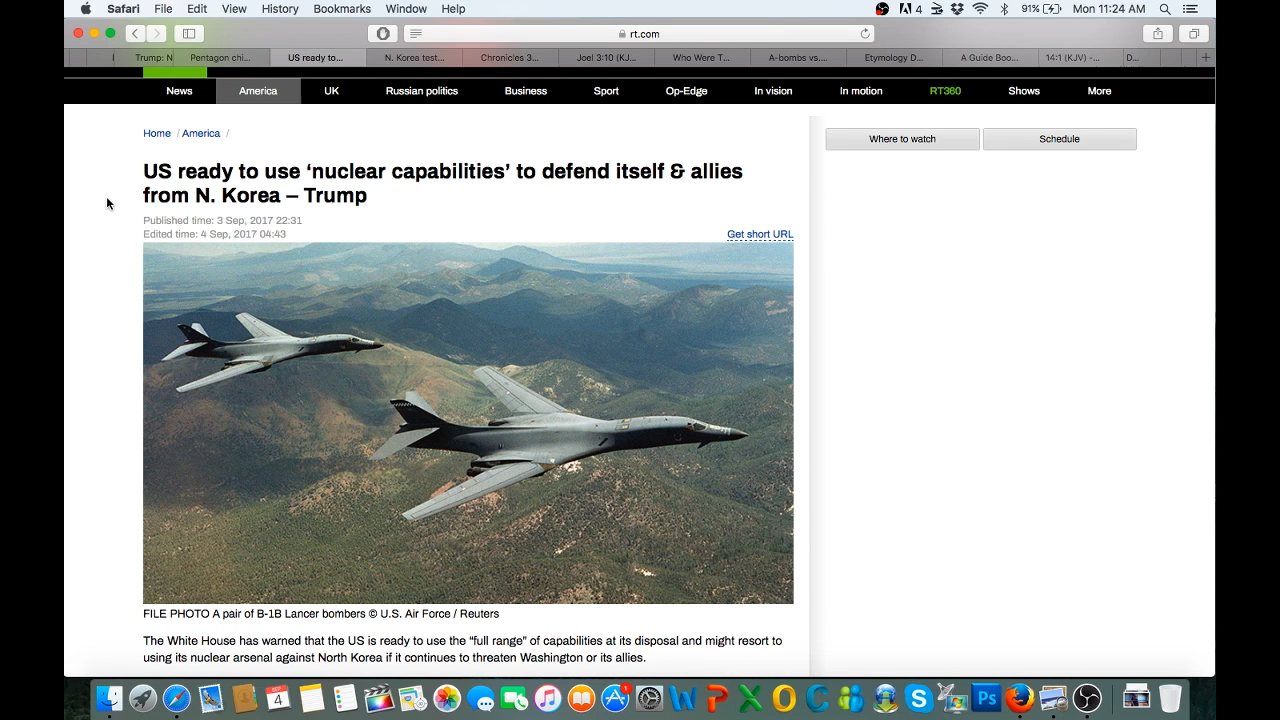 Safari File Edit View History Bookmarks Window Help 4 91% Mon 11:24 AM
rt.com
Trump: N Pentagon chi... US ready to... N. Korea test... Chronicles 3... Joel 3:10 (KJ... Who Were T... A-bombs vs.... Etymology D... A Guide Boo... 14:1 (KJV) -... D...
News America UK Russian politics Business Sport Op-Edge In vision In motion RT360 Shows More
Home / America /
Where to watch Schedule
US ready to use ‘nuclear capabilities’ to defend itself & allies
from N. Korea – Trump
Published time: 3 Sep, 2017 22:31
Edited time: 4 Sep, 2017 04:43
Get short URL
FILE PHOTO A pair of B-1B Lancer bombers © U.S. Air Force / Reuters
The White House has warned that the US is ready to use the “full range” of capabilities at its disposal and might resort to
using its nuclear arsenal against North Korea if it continues to threaten Washington or its allies.
SEP
4
1
W P X O C S Ps